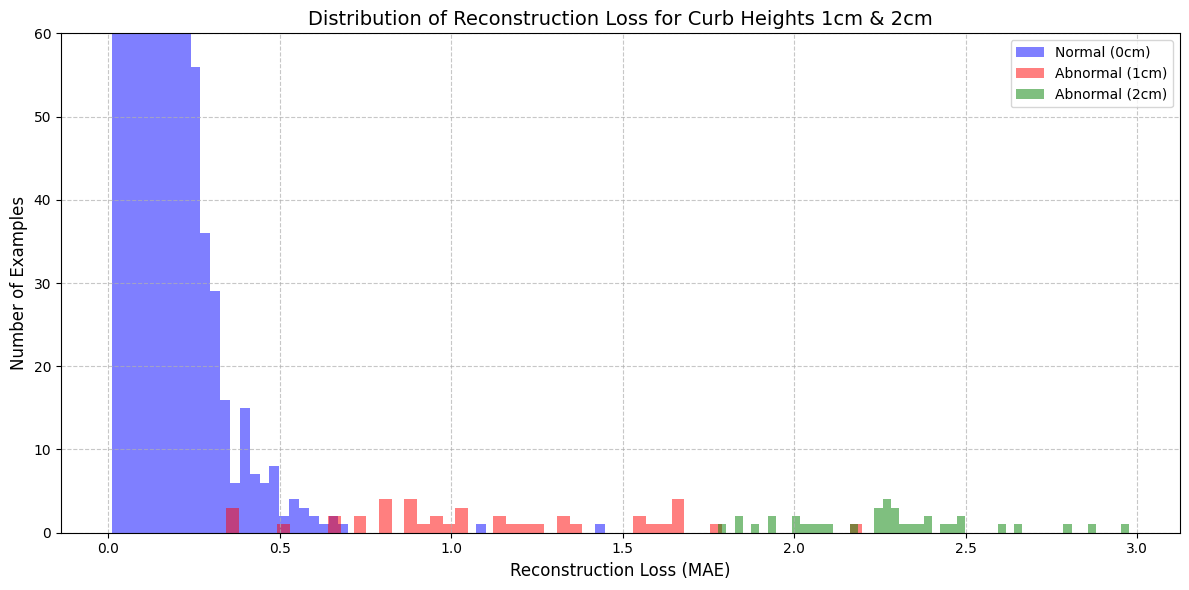 Distribution of Reconstruction Loss for Curb Heights 1cm & 2cm
Normal (0cm)
Abnormal (1cm)
Abnormal (2cm)
Number of Examples
60
50
40
30
20
10
0
0.0 0.5 1.0 1.5 2.0 2.5 3.0
Reconstruction Loss (MAE)